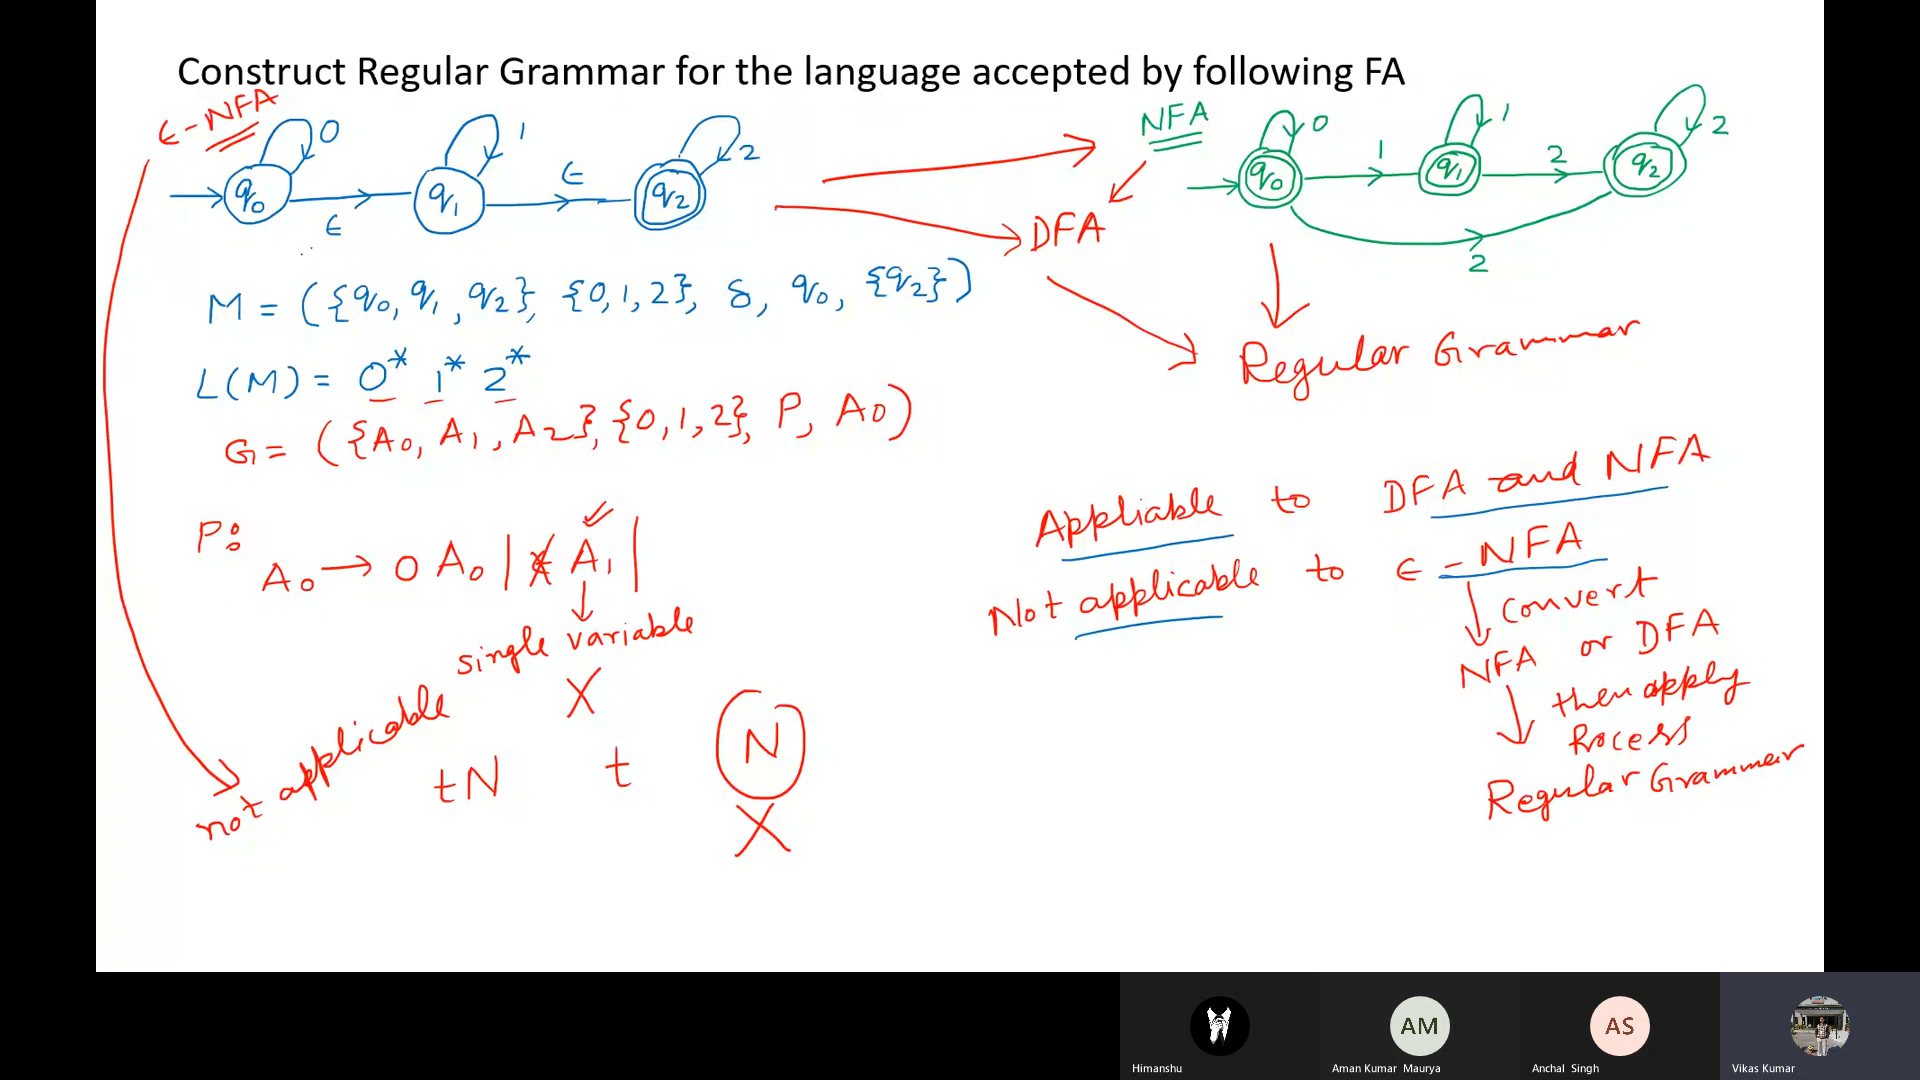 Construct Regular Grammar for the language accepted by following FA
ϵ-NFA
0
1
2
q0
q1
q2
ϵ
ϵ
NFA
0
1
2
q0
1
q1
2
q2
2
DFA
M = ({q0, q1, q2}, {0,1,2}, δ, q0, {q2})
L(M) = 0* 1* 2*
G = ({A0, A1, A2}, {0,1,2}, P, A0)
Regular Grammar
P:
A0 → 0 A0 | ϵ A1 |
single variable
X
not applicable
tN t N
X
Appliable to DFA and NFA
Not applicable to ϵ-NFA
Convert
NFA or DFA
then apply
Process
Regular Grammar
Himanshu
AM
Aman Kumar Maurya
AS
Anchal Singh
Vikas Kumar